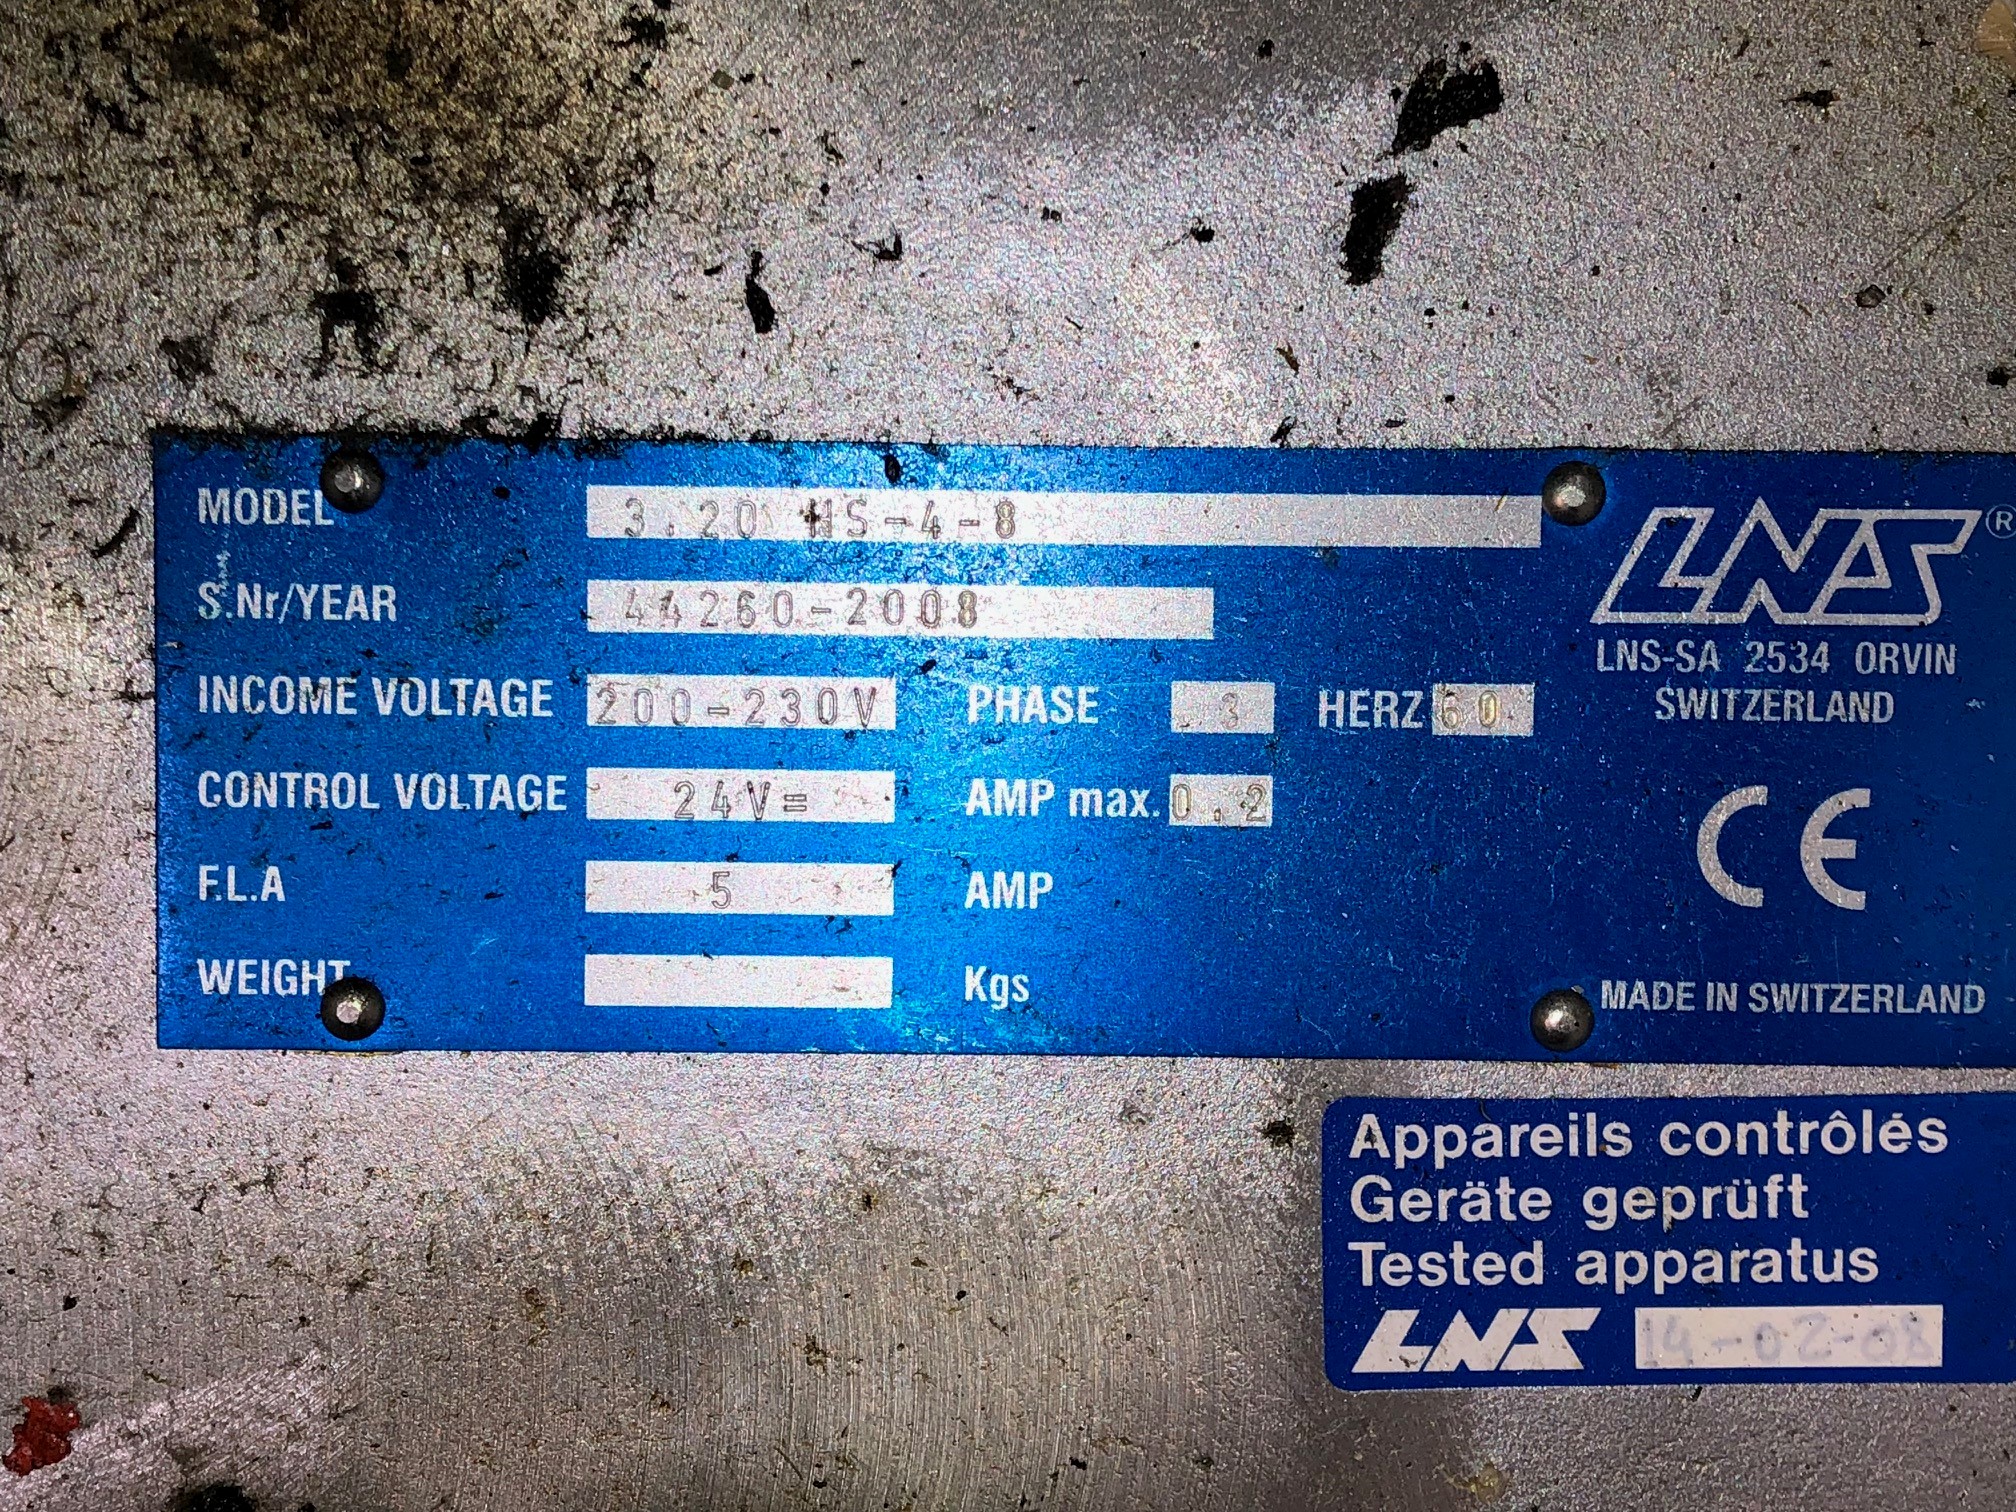 MODEL 3.20 HS-4-8
S.Nr/YEAR 44260-2008
INCOME VOLTAGE 200-230V PHASE 3 HERZ 60
CONTROL VOLTAGE 24V= AMP max. 0.2
F.L.A 5 AMP
WEIGHT Kgs
LNS®
LNS-SA 2534 ORVIN
SWITZERLAND
CE
MADE IN SWITZERLAND
Appareils contrôlés
Geräte geprüft
Tested apparatus
LNS 14-02-08